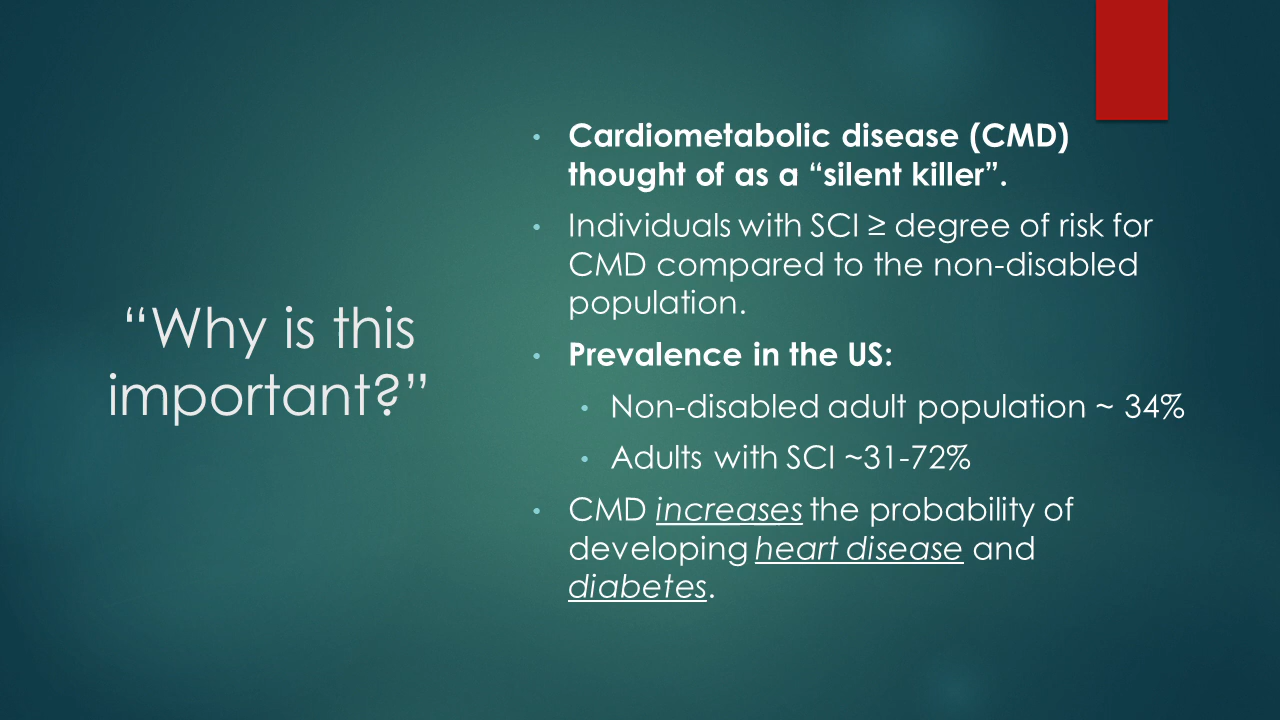 “Why is this
important?”
• Cardiometabolic disease (CMD)
thought of as a “silent killer”.
• Individuals with SCI ≥ degree of risk for
CMD compared to the non-disabled
population.
• Prevalence in the US:
• Non-disabled adult population ~ 34%
• Adults with SCI ~31-72%
• CMD increases the probability of
developing heart disease and
diabetes.